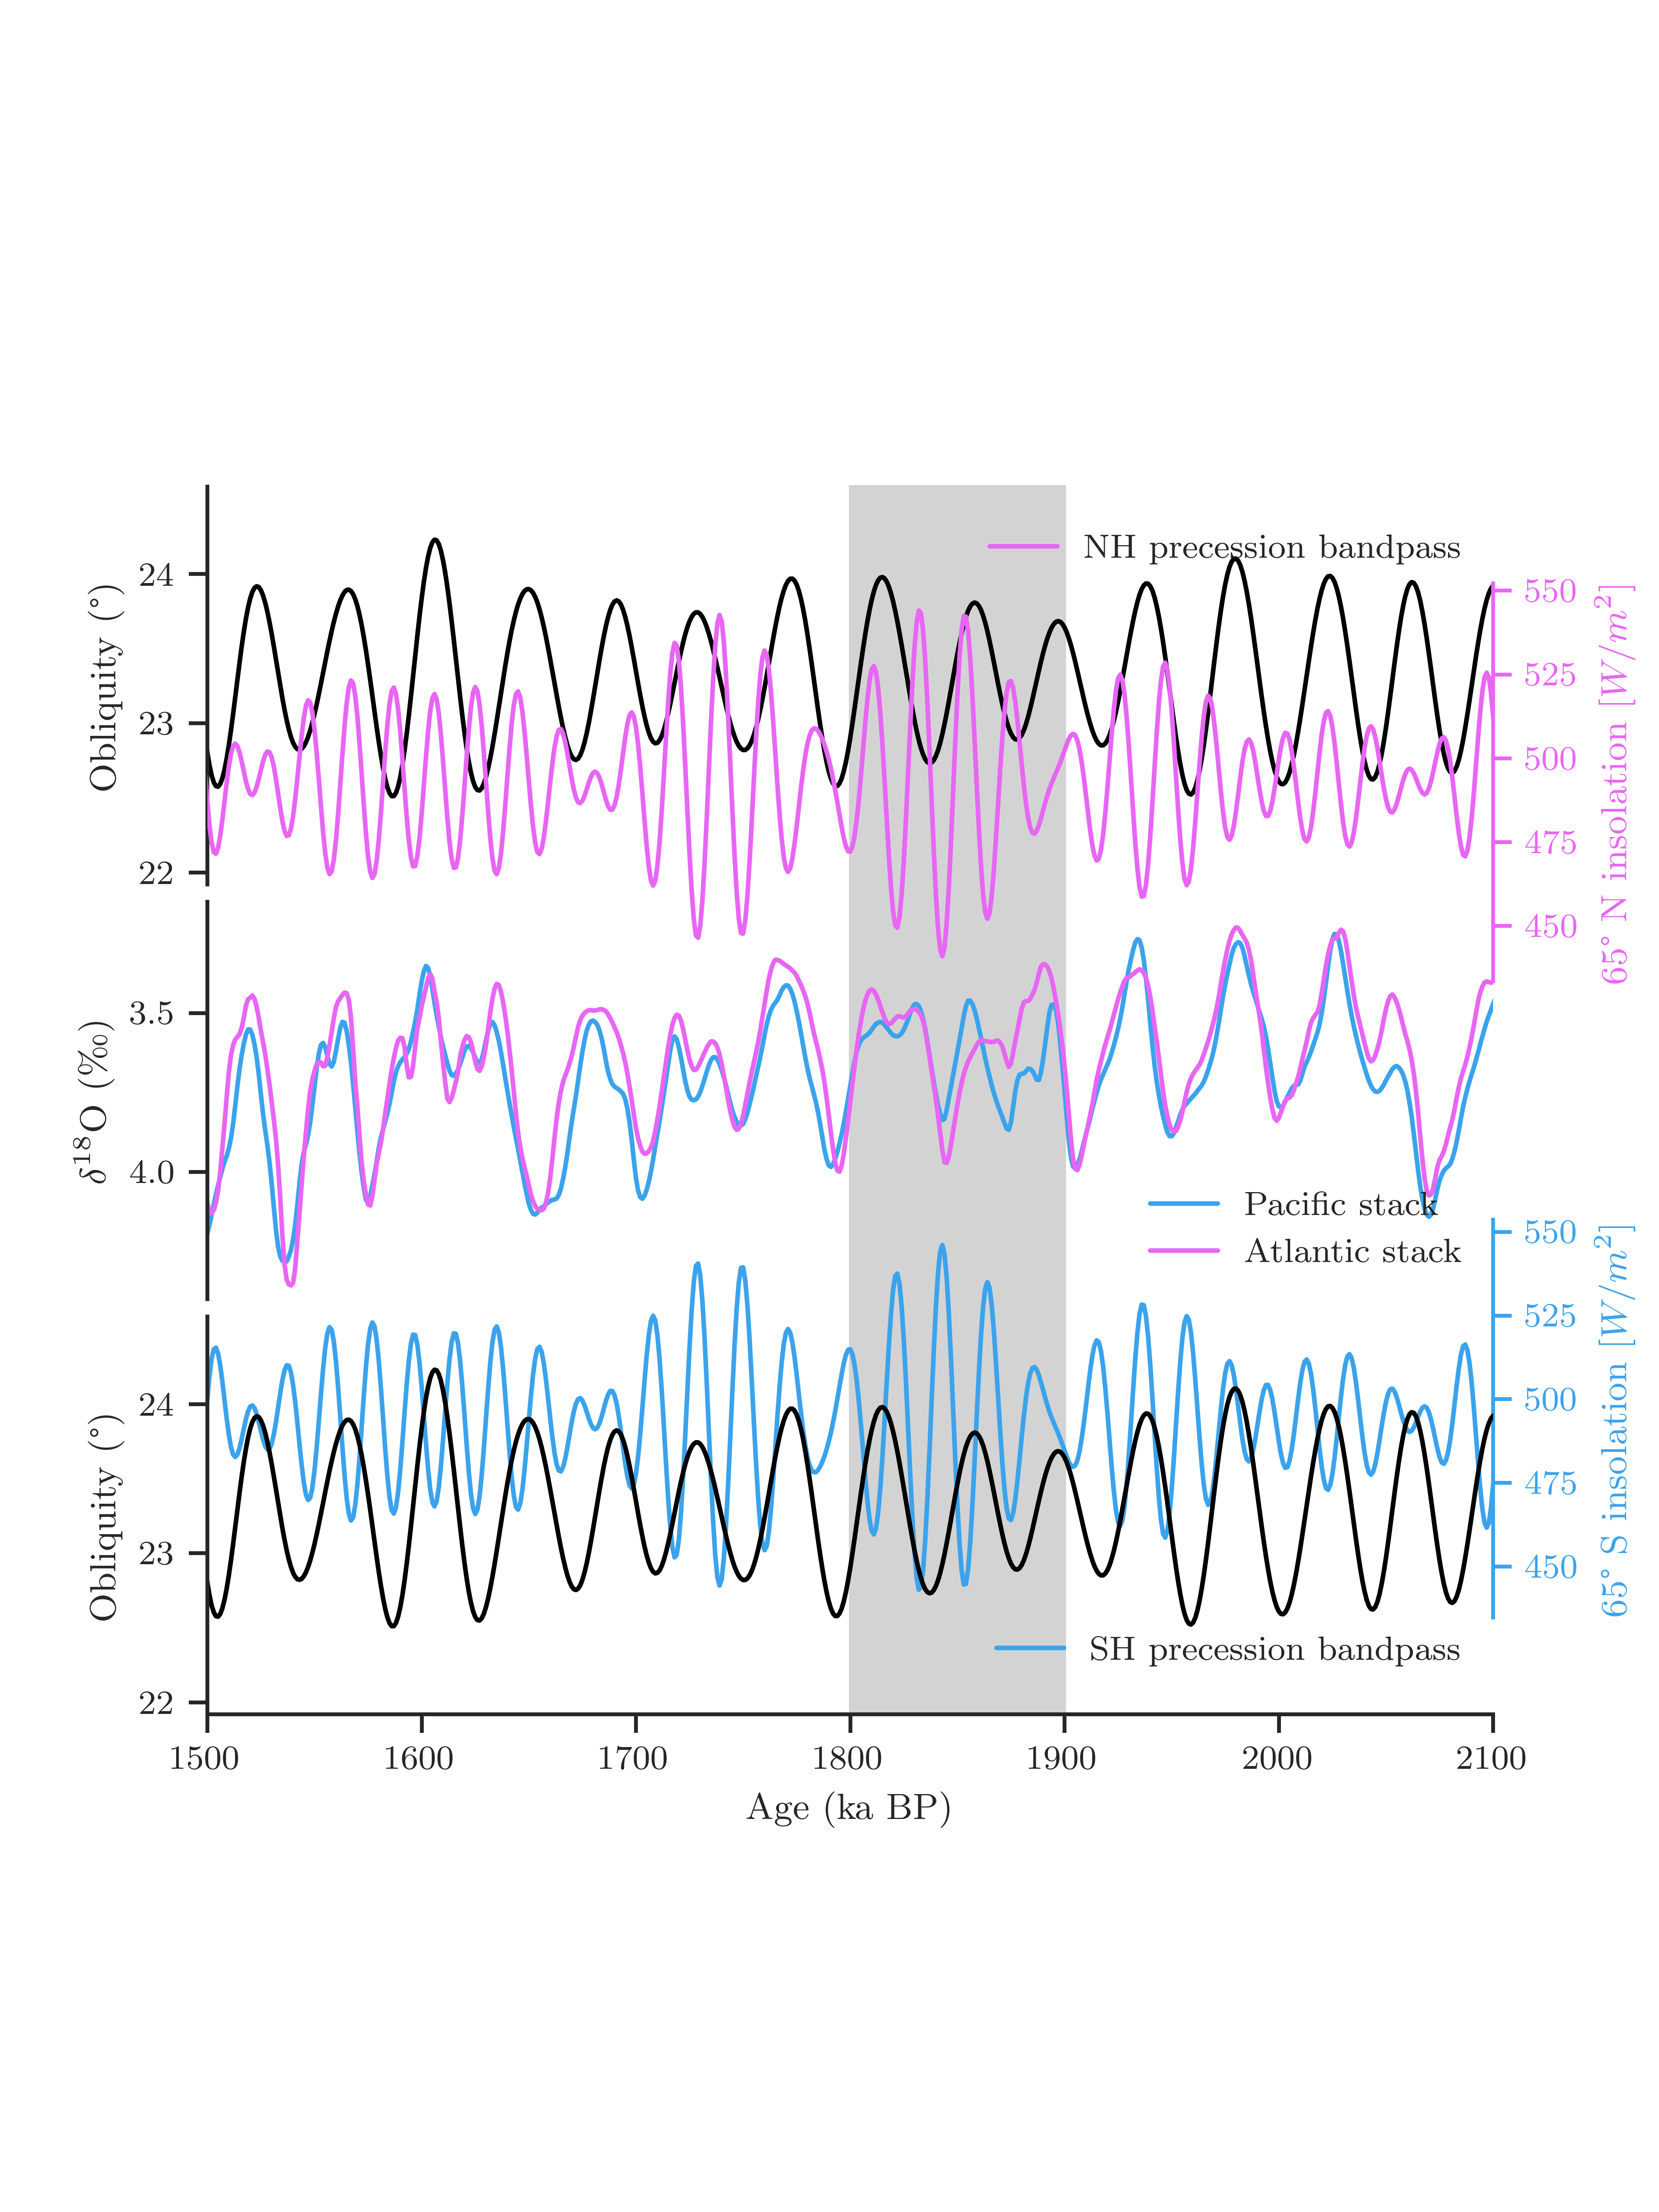 NH precession bandpass
Obliquity (°)
24
23
22
550
525
500
475
450
65° N insolation [W/m²]
δ¹⁸O (‰)
3.5
4.0
Pacific stack
Atlantic stack
Obliquity (°)
24
23
22
550
525
500
475
450
65° S insolation [W/m²]
SH precession bandpass
1500 1600 1700 1800 1900 2000 2100
Age (ka BP)